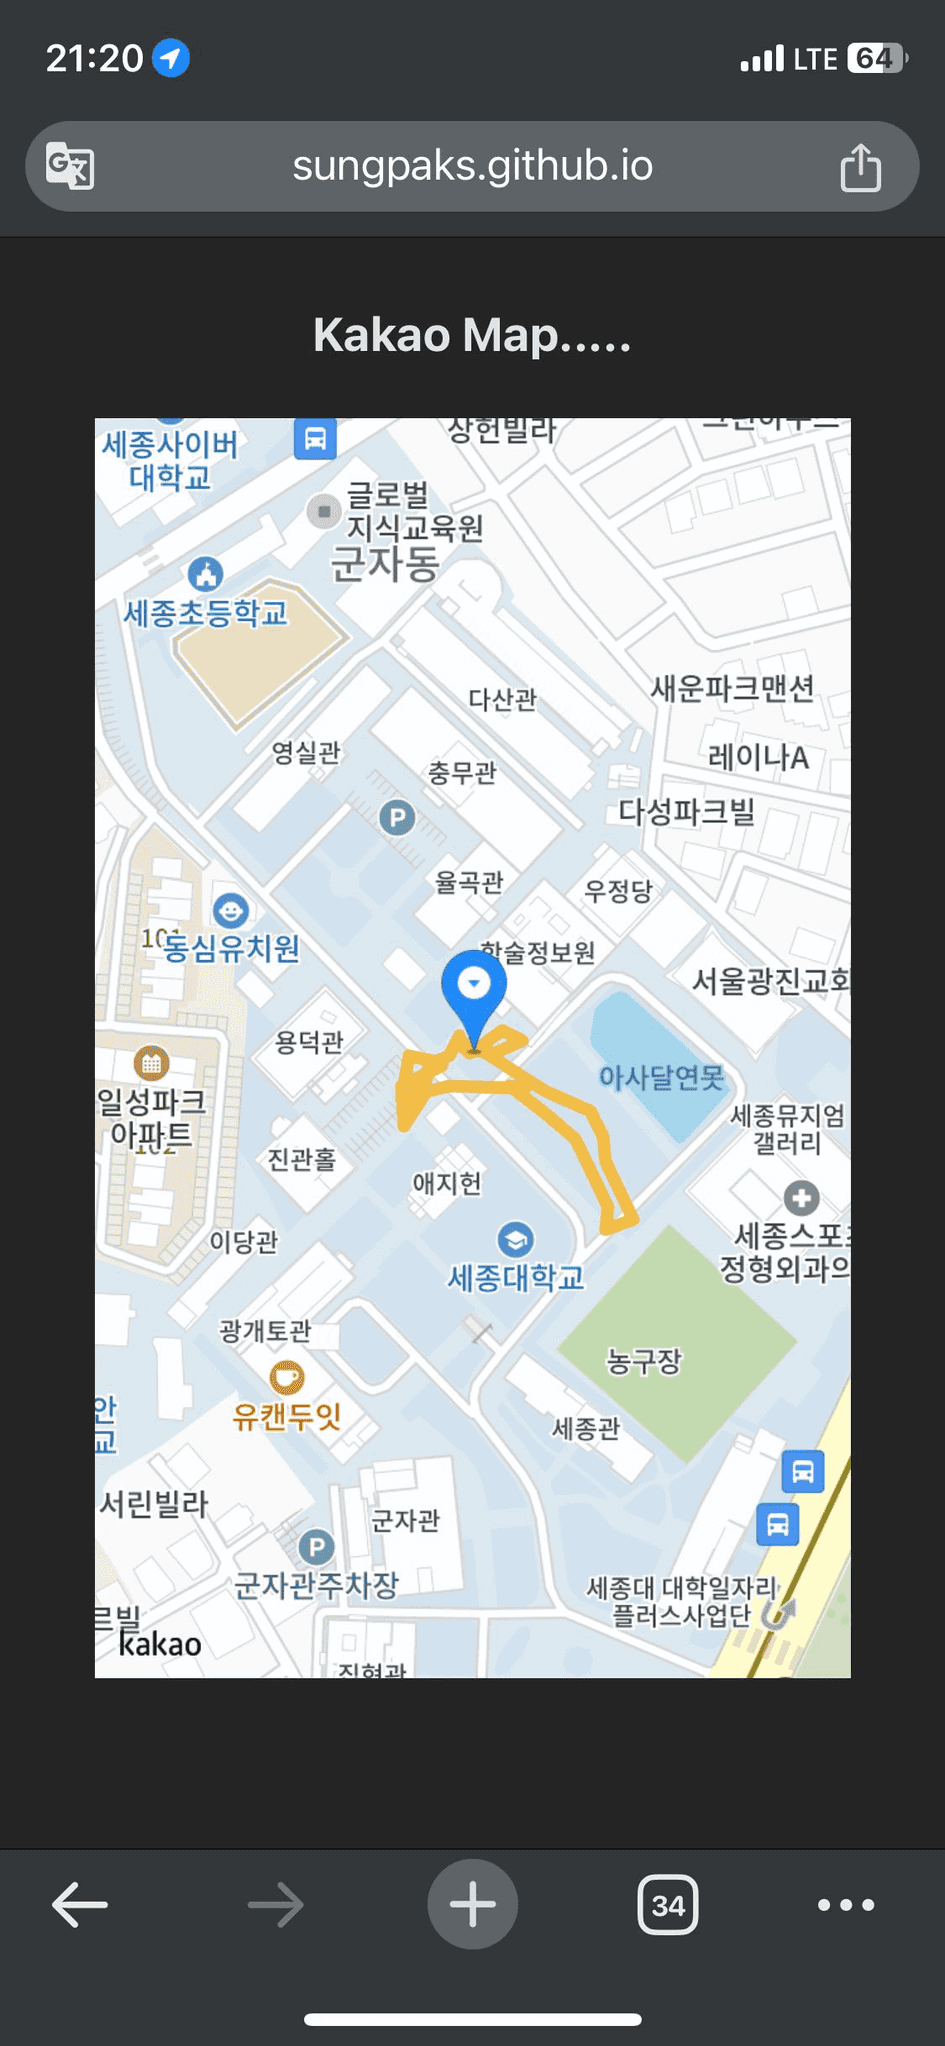 21:20
LTE 64
sungpaks.github.io
Kakao Map.....
상헌빌라
세종사이버
대학교
글로벌
지식교육원
군자동
세종초등학교
다산관
새운파크맨션
영실관
충무관
레이나A
P
다성파크빌
율곡관
우정당
101
동심유치원
학술정보원
서울광진교회
용덕관
아사달연못
일성파크
아파트
102
세종뮤지엄
갤러리
진관홀
애지헌
이당관
세종스포츠
정형외과의
세종대학교
광개토관
농구장
유캔두잇
안
교
세종관
서린빌라
군자관
P
군자관주차장
세종대 대학일자리
플러스사업단
르빌
kakao
집현관
34